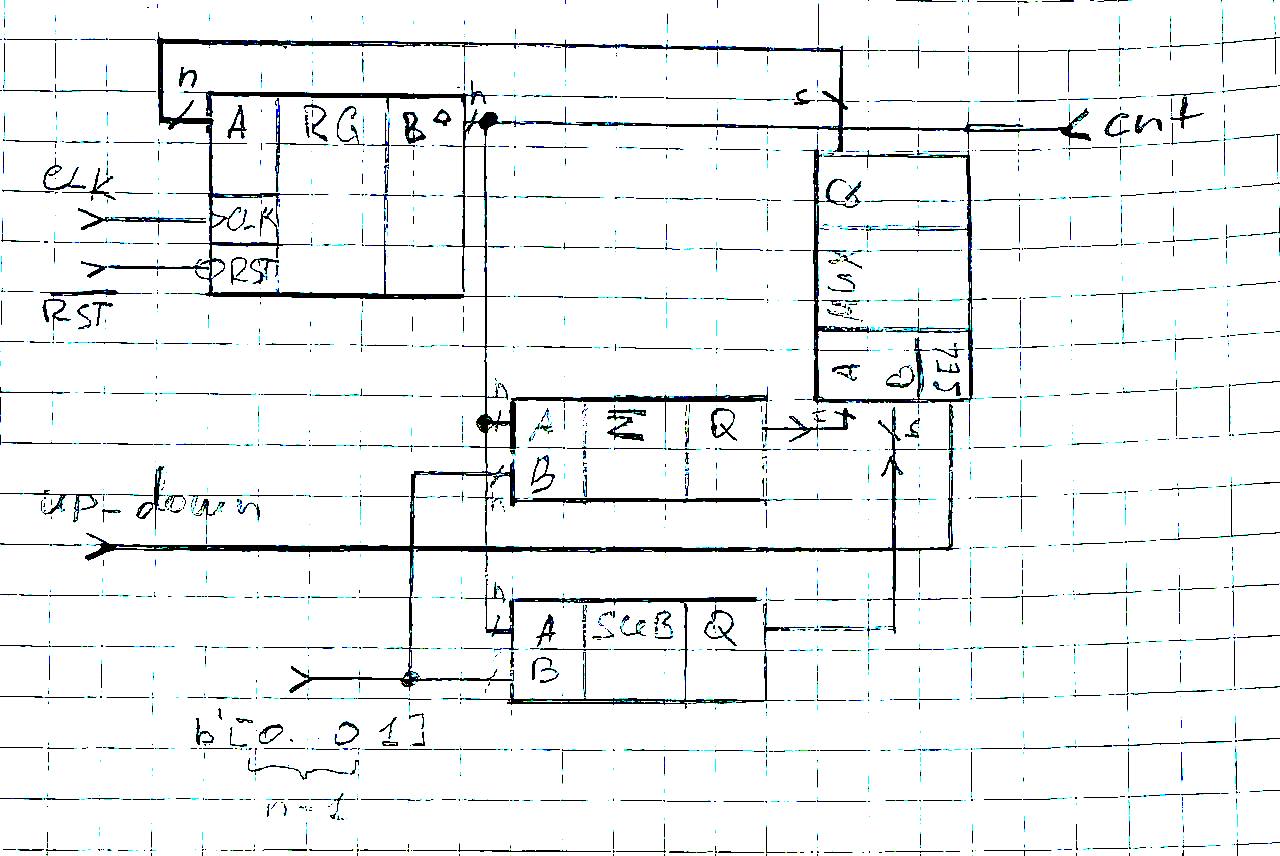 n
n
n
A RG B
cnt
CLK
CLK
RST
RST
Q
MUX
A B SEL
n
n
n
A Σ Q
B
n
up_down
n
A SUB Q
B
b'[0. 0 1]
n-1